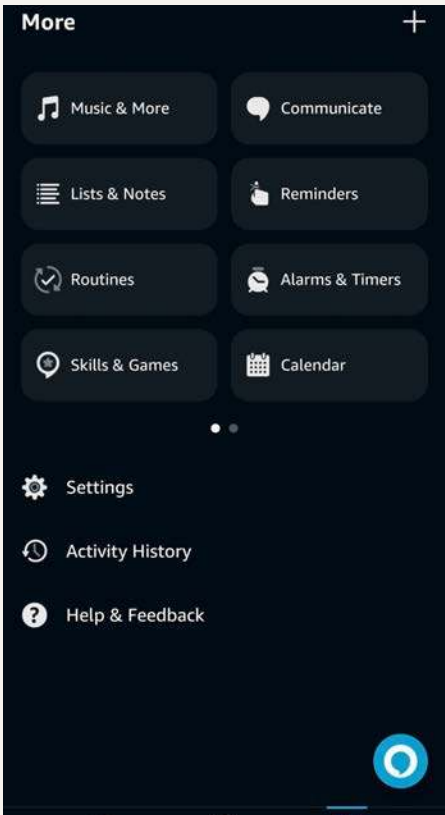 More
Music & More
Communicate
Lists & Notes
Reminders
Routines
Alarms & Timers
Skills & Games
Calendar
Settings
Activity History
Help & Feedback